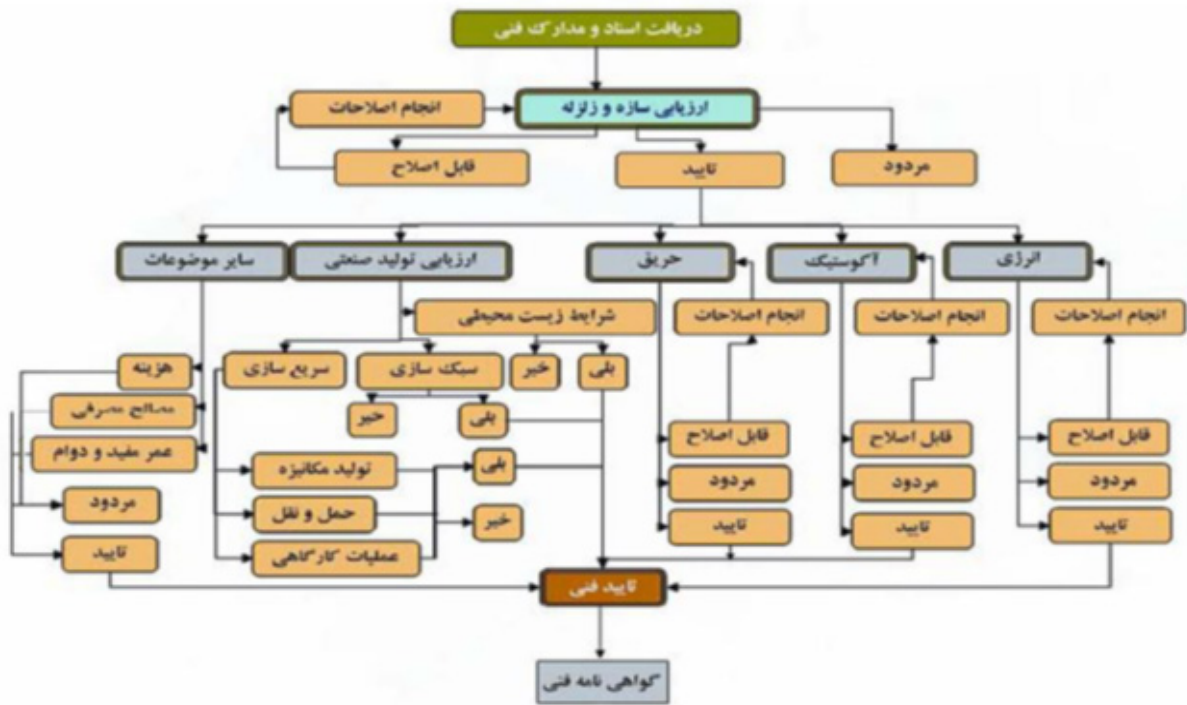 دریافت اسناد و مدارک فنی
انجام اصلاحات
ارزیابی سازه و زلزله
قابل اصلاح
تایید
مردود
انرژی
آکوستیک
حریق
ارزیابی تولید صنعتی
سایر موضوعات
انجام اصلاحات
انجام اصلاحات
انجام اصلاحات
شرایط زیست محیطی
بلی
خیر
سبک سازی
سریع سازی
هزینه
بلی
خیر
مصالح مصرفی
قابل اصلاح
قابل اصلاح
قابل اصلاح
عمر مفید و دوام
بلی
تولید مکانیزه
مردود
مردود
مردود
مردود
خیر
حمل و نقل
تایید
تایید
تایید
عملیات کارگاهی
تایید
تایید فنی
گواهی نامه فنی